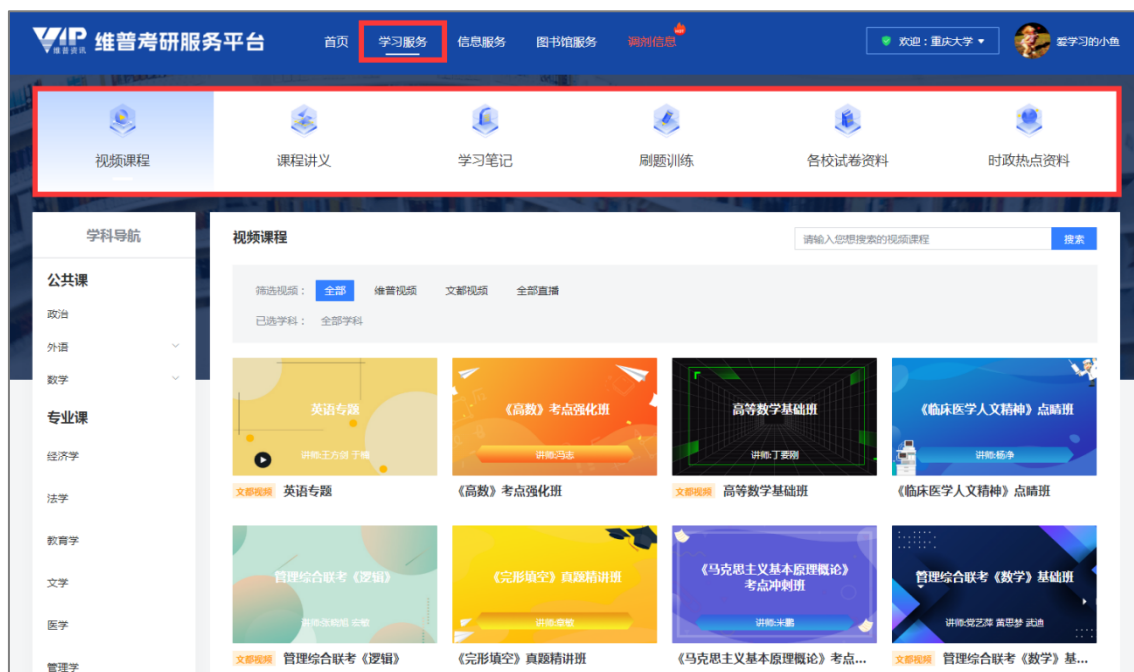 VIP 维普资讯 维普考研服务平台 首页 学习服务 信息服务 图书馆服务 调剂信息 欢迎：重庆大学 爱学习的小鱼
视频课程 课程讲义 学习笔记 刷题训练 各校试卷资料 时政热点资料
学科导航
公共课
政治
外语
数学
专业课
经济学
法学
教育学
文学
医学
管理学
视频课程 请输入您想搜索的视频课程 搜索
筛选视频： 全部 维普视频 文都视频 全部直播
已选学科： 全部学科
英语专题
文都视频 英语专题
《高数》考点强化班
讲师:冯志
《高数》考点强化班
高等数学基础班
讲师:丁要刚
文都视频 高等数学基础班
《临床医学人文精神》点睛班
讲师:杨净
《临床医学人文精神》点睛班
管理综合联考《逻辑》
文都视频 管理综合联考《逻辑》
《完形填空》真题精讲班
《完形填空》真题精讲班
《马克思主义基本原理概论》
考点冲刺班
讲师:米鹏
《马克思主义基本原理概论》考点...
管理综合联考《数学》基础班
讲师:党艺萍 黄思梦 武迪
文都视频 管理综合联考《数学》基...